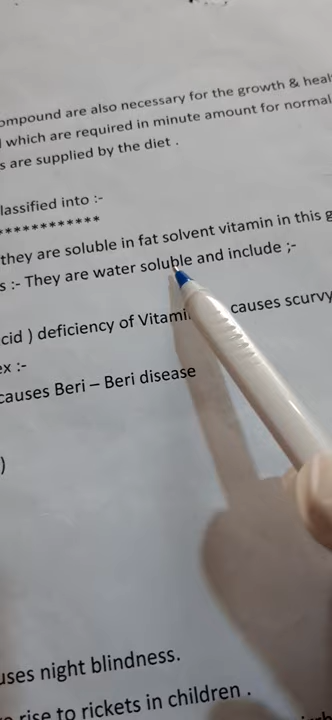 ompound are also necessary for the growth & heal
which are required in minute amount for normal
s are supplied by the diet .
lassified into :-
************
they are soluble in fat solvent vitamin in this g
s :- They are water soluble and include ;-
cid ) deficiency of Vitami causes scurvy
ex :-
causes Beri – Beri disease
)
uses night blindness.
rise to rickets in children .